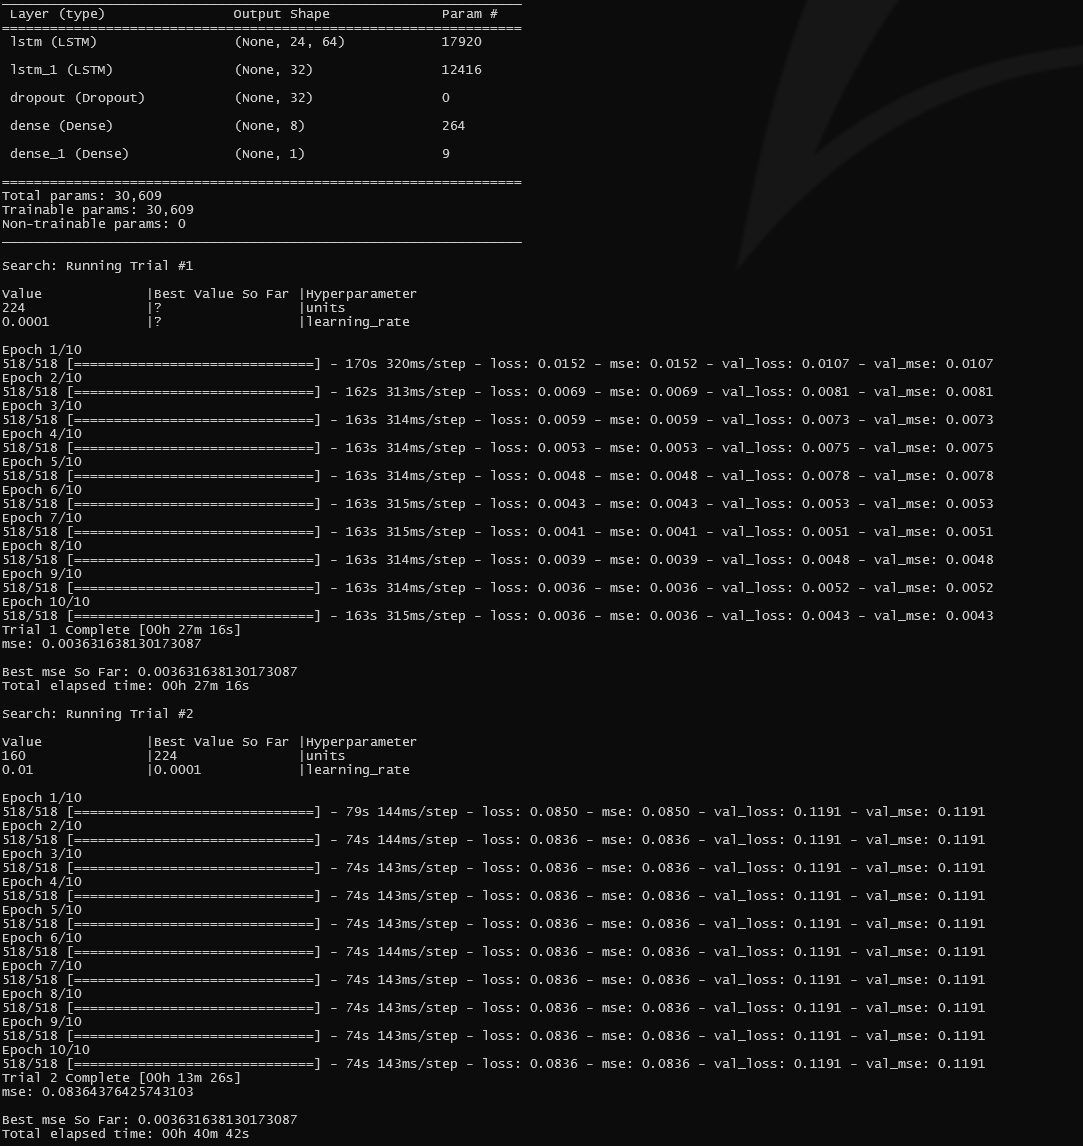 Layer (type) Output Shape Param #
=================================================================
lstm (LSTM) (None, 24, 64) 17920
lstm_1 (LSTM) (None, 32) 12416
dropout (Dropout) (None, 32) 0
dense (Dense) (None, 8) 264
dense_1 (Dense) (None, 1) 9
=================================================================
Total params: 30,609
Trainable params: 30,609
Non-trainable params: 0
_________________________________________________________________
Search: Running Trial #1
Value |Best Value So Far |Hyperparameter
224 |? |units
0.0001 |? |learning_rate
Epoch 1/10
518/518 [==============================] - 170s 320ms/step - loss: 0.0152 - mse: 0.0152 - val_loss: 0.0107 - val_mse: 0.0107
Epoch 2/10
518/518 [==============================] - 162s 313ms/step - loss: 0.0069 - mse: 0.0069 - val_loss: 0.0081 - val_mse: 0.0081
Epoch 3/10
518/518 [==============================] - 163s 314ms/step - loss: 0.0059 - mse: 0.0059 - val_loss: 0.0073 - val_mse: 0.0073
Epoch 4/10
518/518 [==============================] - 163s 314ms/step - loss: 0.0053 - mse: 0.0053 - val_loss: 0.0075 - val_mse: 0.0075
Epoch 5/10
518/518 [==============================] - 163s 314ms/step - loss: 0.0048 - mse: 0.0048 - val_loss: 0.0078 - val_mse: 0.0078
Epoch 6/10
518/518 [==============================] - 163s 315ms/step - loss: 0.0043 - mse: 0.0043 - val_loss: 0.0053 - val_mse: 0.0053
Epoch 7/10
518/518 [==============================] - 163s 315ms/step - loss: 0.0041 - mse: 0.0041 - val_loss: 0.0051 - val_mse: 0.0051
Epoch 8/10
518/518 [==============================] - 163s 314ms/step - loss: 0.0039 - mse: 0.0039 - val_loss: 0.0048 - val_mse: 0.0048
Epoch 9/10
518/518 [==============================] - 163s 314ms/step - loss: 0.0036 - mse: 0.0036 - val_loss: 0.0052 - val_mse: 0.0052
Epoch 10/10
518/518 [==============================] - 163s 315ms/step - loss: 0.0036 - mse: 0.0036 - val_loss: 0.0043 - val_mse: 0.0043
Trial 1 Complete [00h 27m 16s]
mse: 0.003631638130173087
Best mse So Far: 0.003631638130173087
Total elapsed time: 00h 27m 16s
Search: Running Trial #2
Value |Best Value So Far |Hyperparameter
160 |224 |units
0.01 |0.0001 |learning_rate
Epoch 1/10
518/518 [==============================] - 79s 144ms/step - loss: 0.0850 - mse: 0.0850 - val_loss: 0.1191 - val_mse: 0.1191
Epoch 2/10
518/518 [==============================] - 74s 144ms/step - loss: 0.0836 - mse: 0.0836 - val_loss: 0.1191 - val_mse: 0.1191
Epoch 3/10
518/518 [==============================] - 74s 143ms/step - loss: 0.0836 - mse: 0.0836 - val_loss: 0.1191 - val_mse: 0.1191
Epoch 4/10
518/518 [==============================] - 74s 143ms/step - loss: 0.0836 - mse: 0.0836 - val_loss: 0.1191 - val_mse: 0.1191
Epoch 5/10
518/518 [==============================] - 74s 143ms/step - loss: 0.0836 - mse: 0.0836 - val_loss: 0.1191 - val_mse: 0.1191
Epoch 6/10
518/518 [==============================] - 74s 144ms/step - loss: 0.0836 - mse: 0.0836 - val_loss: 0.1191 - val_mse: 0.1191
Epoch 7/10
518/518 [==============================] - 74s 143ms/step - loss: 0.0836 - mse: 0.0836 - val_loss: 0.1191 - val_mse: 0.1191
Epoch 8/10
518/518 [==============================] - 74s 143ms/step - loss: 0.0836 - mse: 0.0836 - val_loss: 0.1191 - val_mse: 0.1191
Epoch 9/10
518/518 [==============================] - 74s 143ms/step - loss: 0.0836 - mse: 0.0836 - val_loss: 0.1191 - val_mse: 0.1191
Epoch 10/10
518/518 [==============================] - 74s 143ms/step - loss: 0.0836 - mse: 0.0836 - val_loss: 0.1191 - val_mse: 0.1191
Trial 2 Complete [00h 13m 26s]
mse: 0.08364376425743103
Best mse So Far: 0.003631638130173087
Total elapsed time: 00h 40m 42s